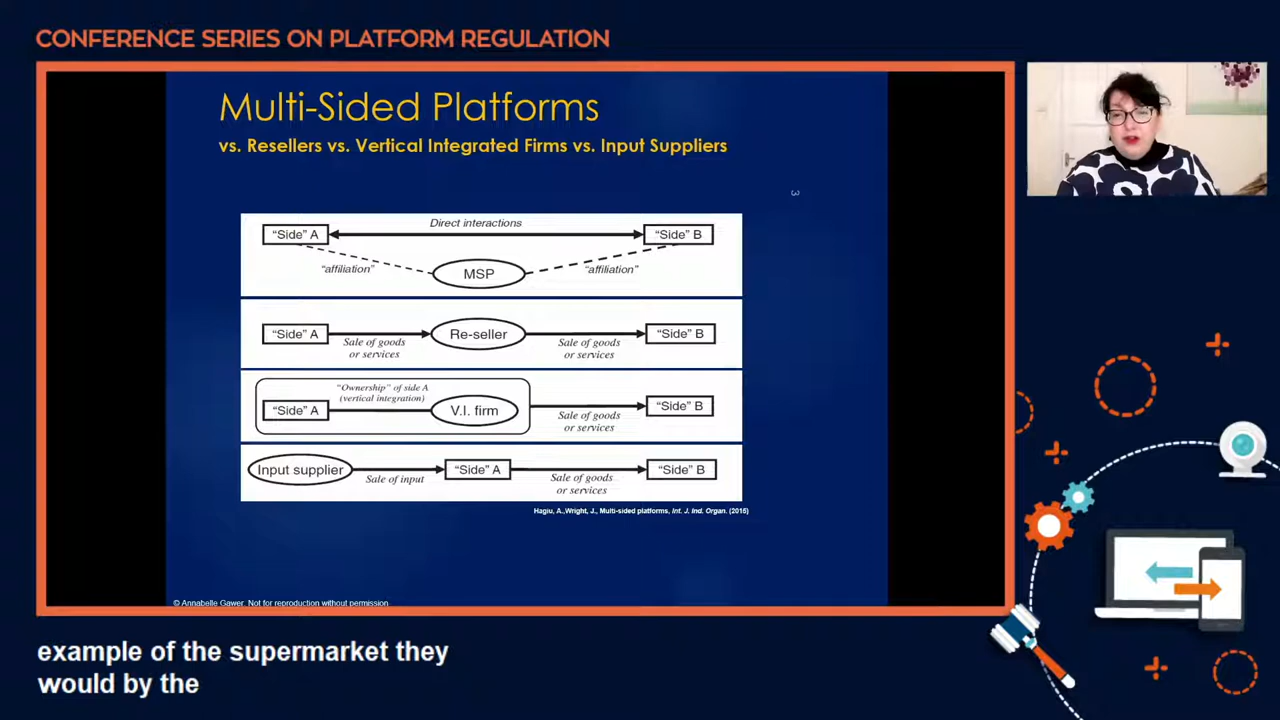 CONFERENCE SERIES ON PLATFORM REGULATION
Multi-Sided Platforms
vs. Resellers vs. Vertical Integrated Firms vs. Input Suppliers
3
Direct interactions
“Side” A
“Side” B
“affiliation”
MSP
“affiliation”
“Side” A
Sale of goods
or services
Re-seller
Sale of goods
or services
“Side” B
“Ownership” of side A
(vertical integration)
“Side” A
V.I. firm
Sale of goods
or services
“Side” B
Input supplier
Sale of input
“Side” A
Sale of goods
or services
“Side” B
Hagiu, A.,Wright, J., Multi-sided platforms, Int. J. Ind. Organ. (2015)
© Annabelle Gawer. Not for reproduction without permission
example of the supermarket they
would by the